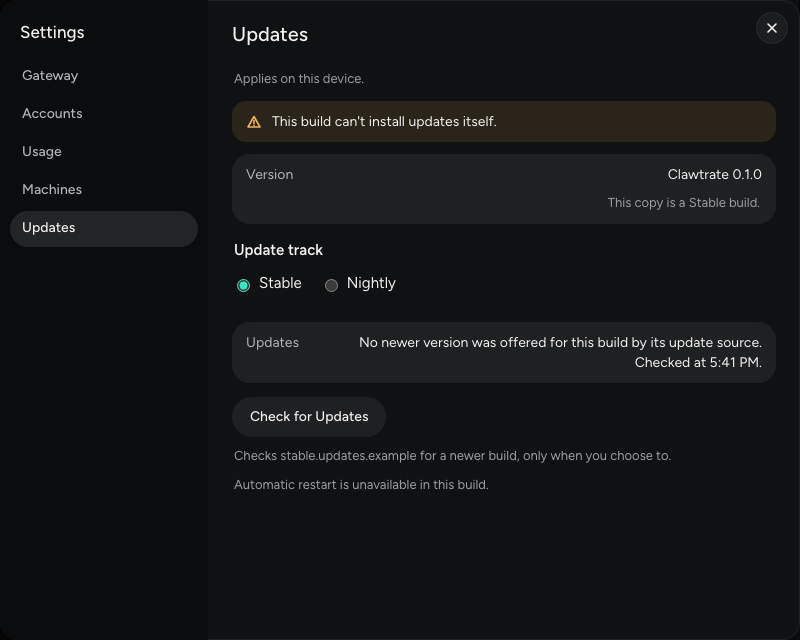 Settings
Gateway
Accounts
Usage
Machines
Updates
Updates
Applies on this device.
This build can't install updates itself.
Version
Clawtrate 0.1.0
This copy is a Stable build.
Update track
Stable
Nightly
Updates
No newer version was offered for this build by its update source.
Checked at 5:41 PM.
Check for Updates
Checks stable.updates.example for a newer build, only when you choose to.
Automatic restart is unavailable in this build.